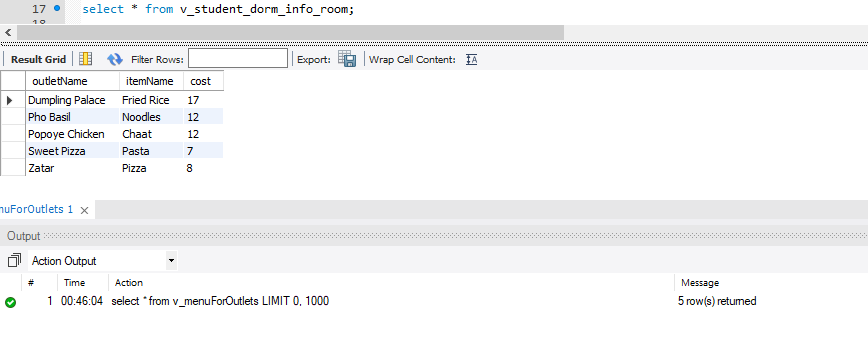 17 select * from v_student_dorm_info_room;
18
Result Grid Filter Rows: Export: Wrap Cell Content:
outletName itemName cost
Dumpling Palace Fried Rice 17
Pho Basil Noodles 12
Popoye Chicken Chaat 12
Sweet Pizza Pasta 7
Zatar Pizza 8
nuForOutlets 1
Output
Action Output
# Time Action Message
1 00:46:04 select * from v_menuForOutlets LIMIT 0, 1000 5 row(s) returned